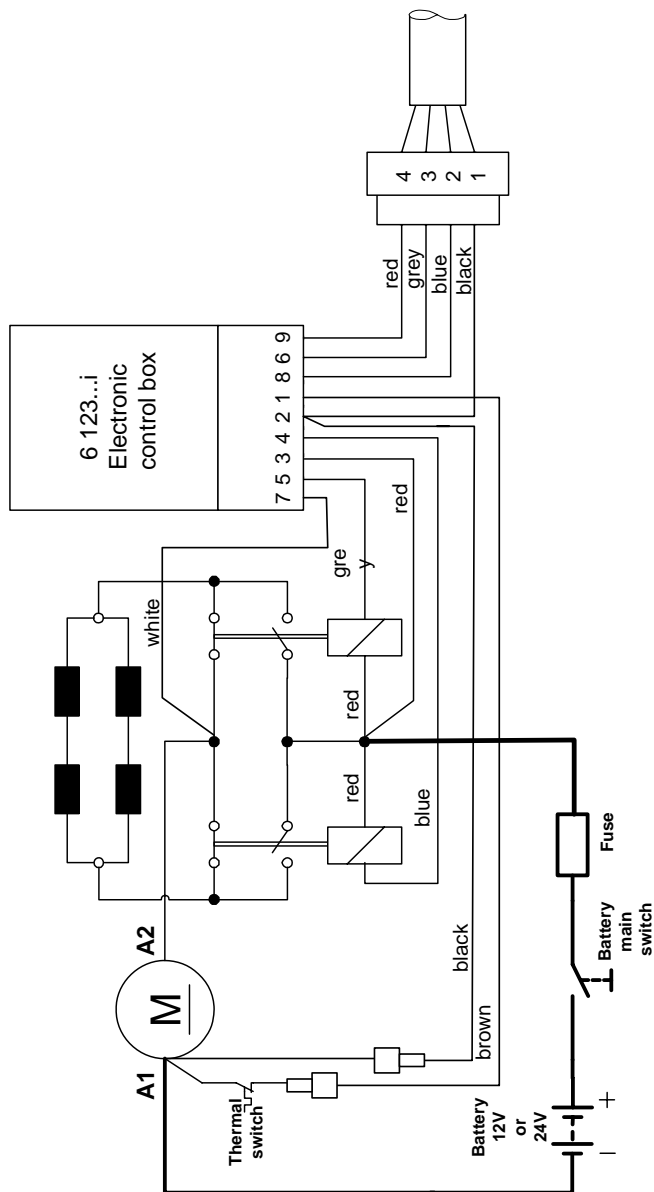 6 123...i
Electronic
control box
7 5 3 4 2 1 8 6 9
4 3 2 1
red
grey
blue
black
white
gre
y
red
red
red
blue
A2
M
A1
black
brown
Thermal
switch
Fuse
Battery
main
switch
Battery
12V
or
24V
+
–